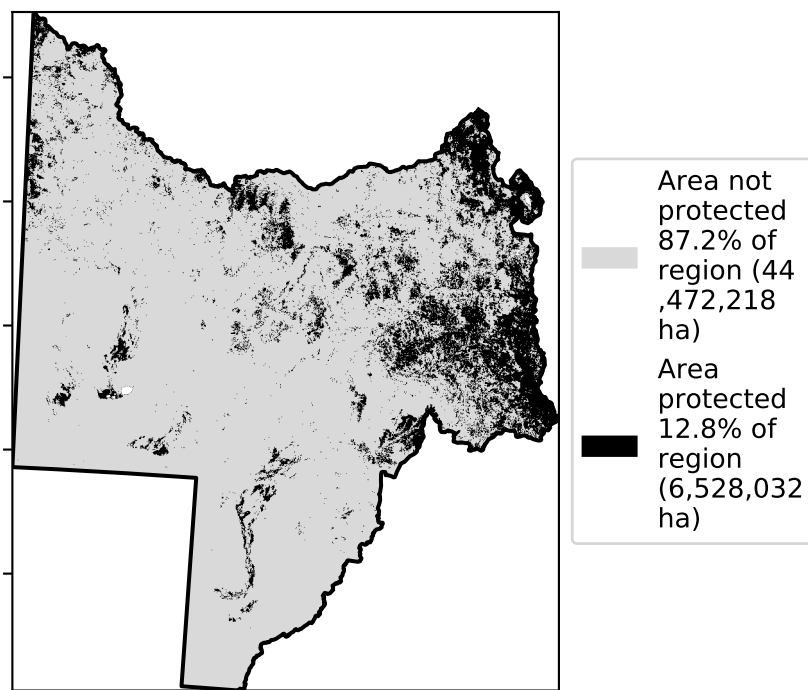 Area not
protected
87.2% of
region (44
,472,218
ha)
Area
protected
12.8% of
region
(6,528,032
ha)